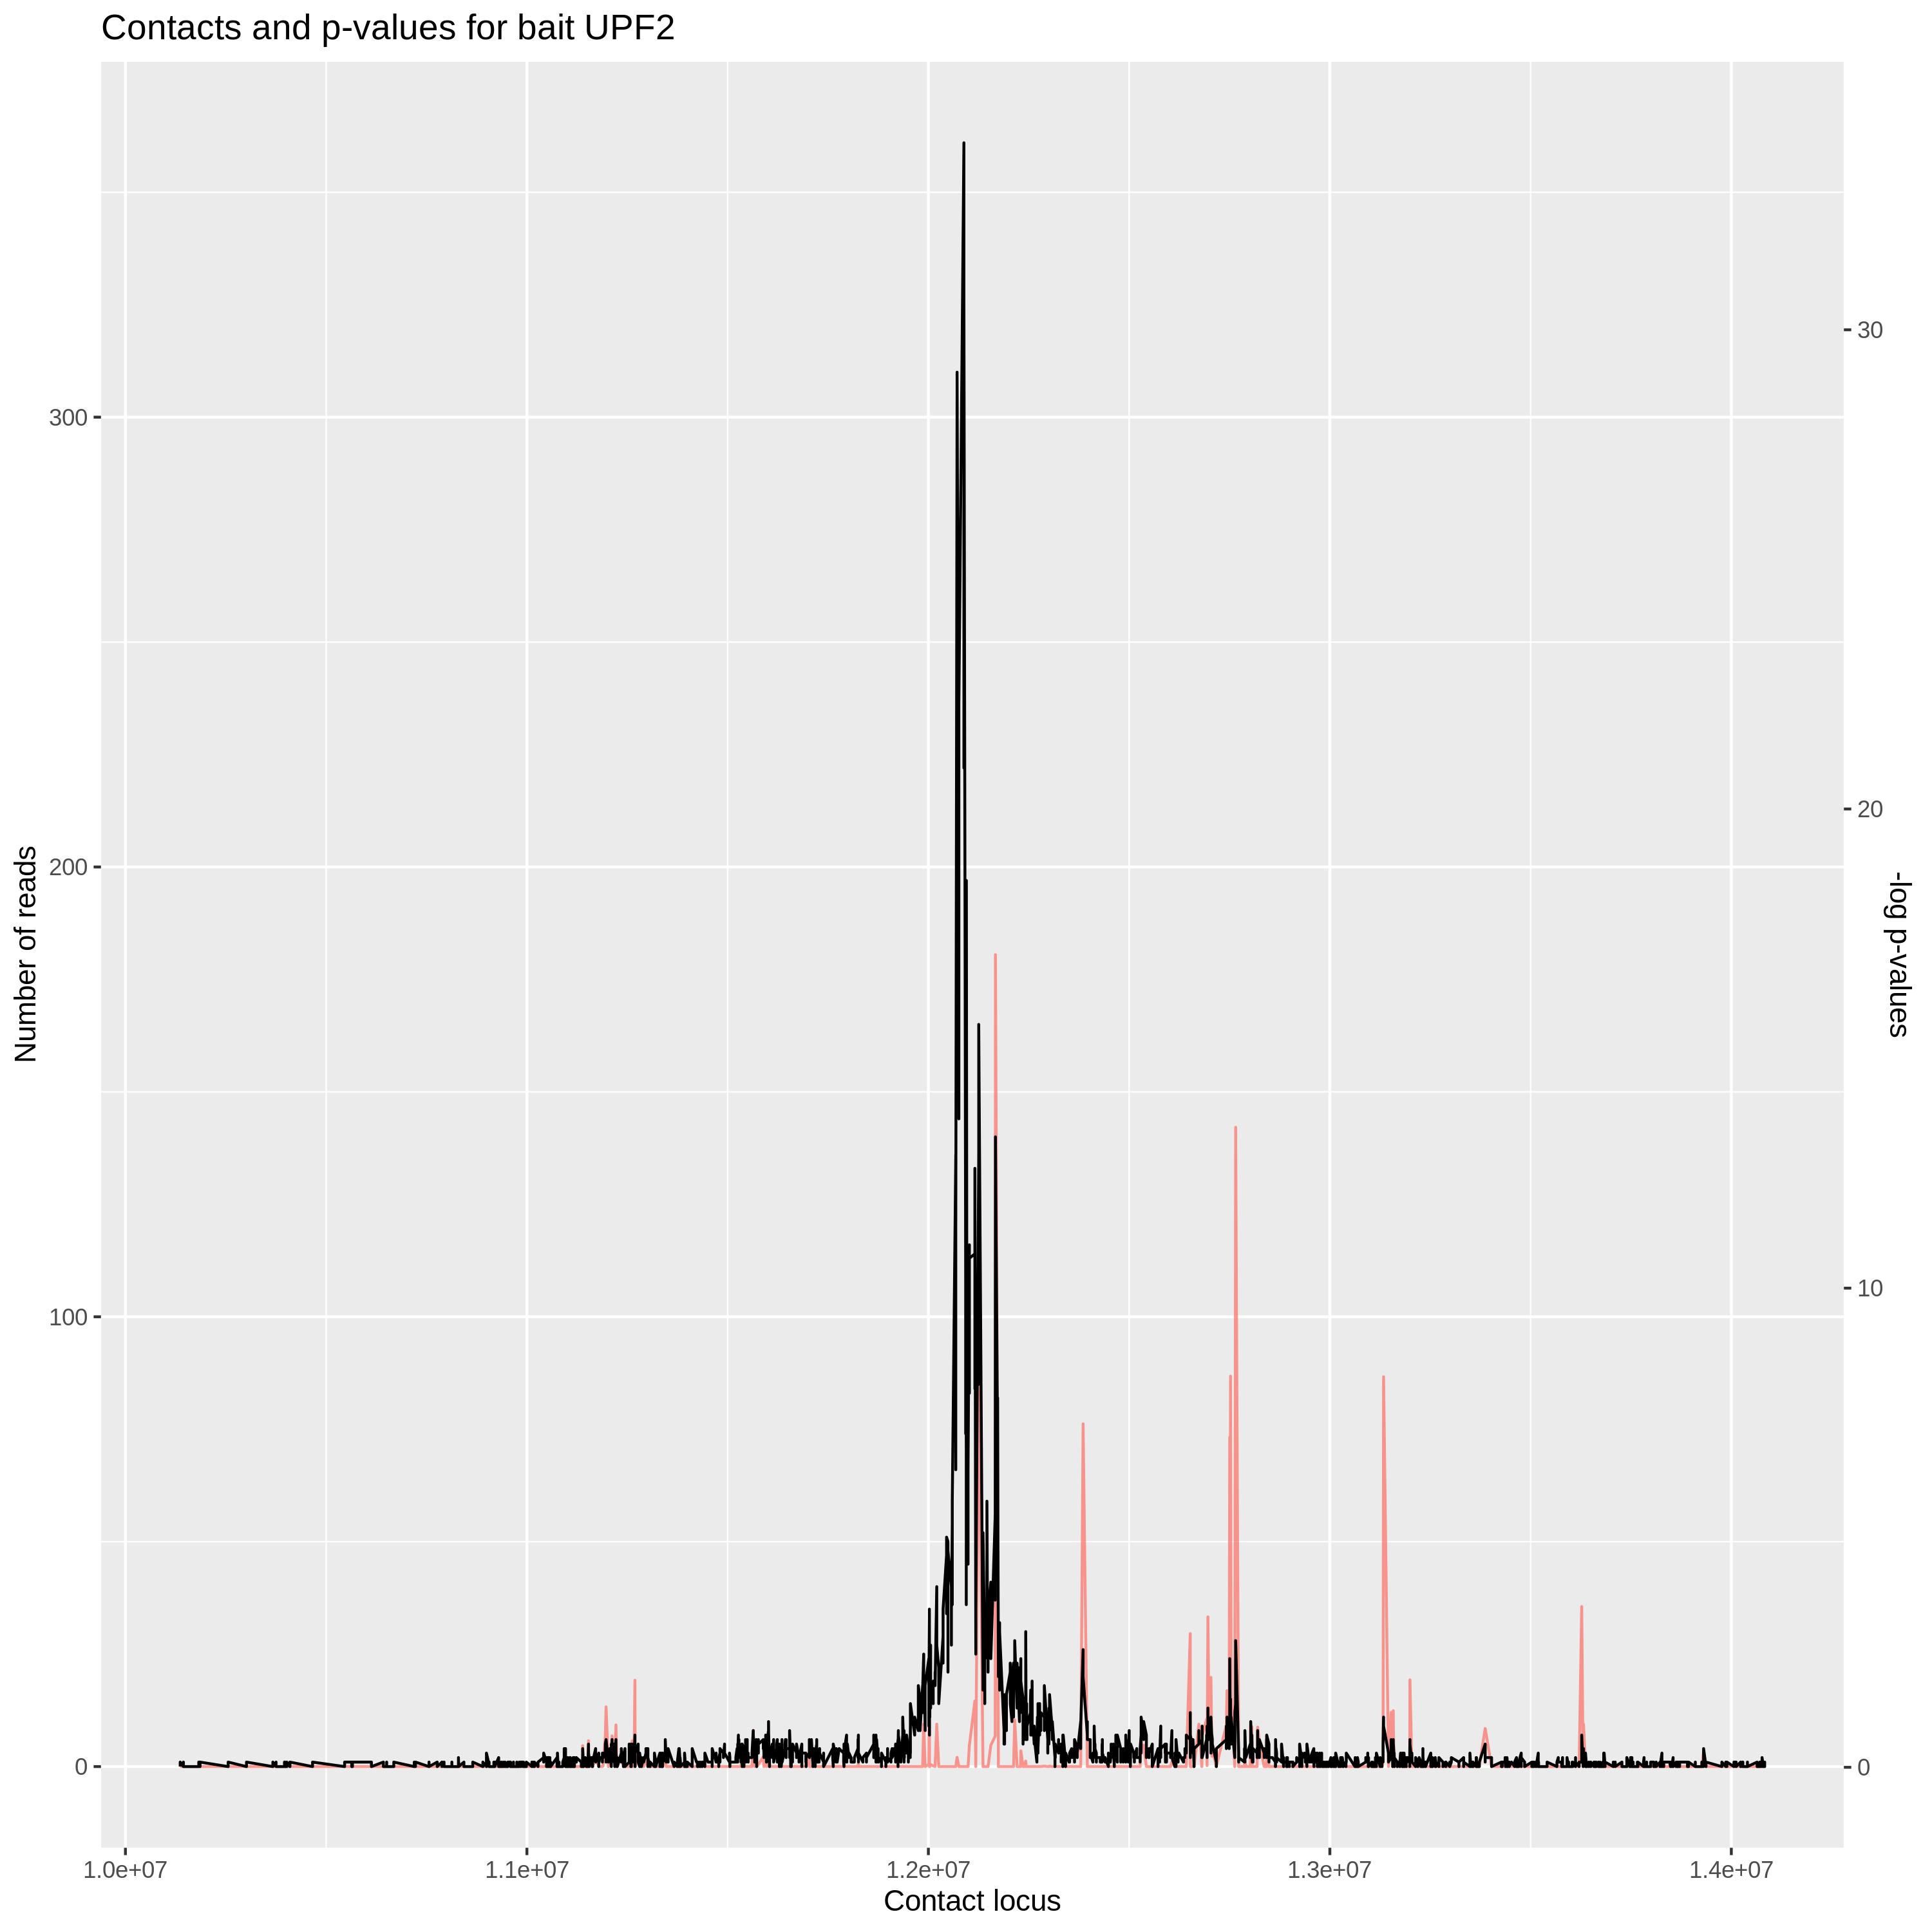 Contacts and p-values for bait UPF2
Number of reads
300
200
100
0
30
20
10
0
-log p-values
1.0e+07 1.1e+07 1.2e+07 1.3e+07 1.4e+07
Contact locus